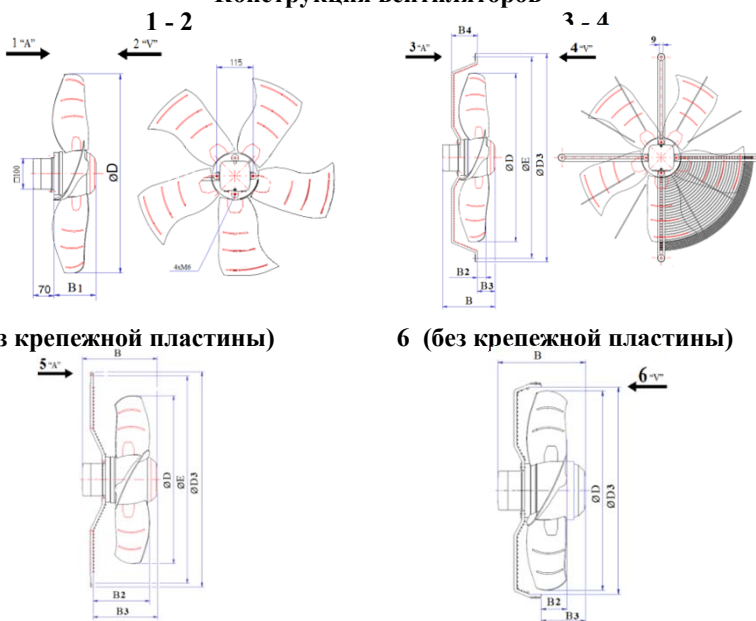 Конструкция вентиляторов
1 - 2
3 - 4
1 "A"
2 "V"
115
□100
øD
4xM6
70
B1
3 "A"
B4
4 "V"
9
øD
øE
øD3
B2
B3
B
з крепежной пластины)
6 (без крепежной пластины)
B
5 "A"
øD
øE
øD3
B2
B3
B
6 "V"
øD
øD3
B2
B3